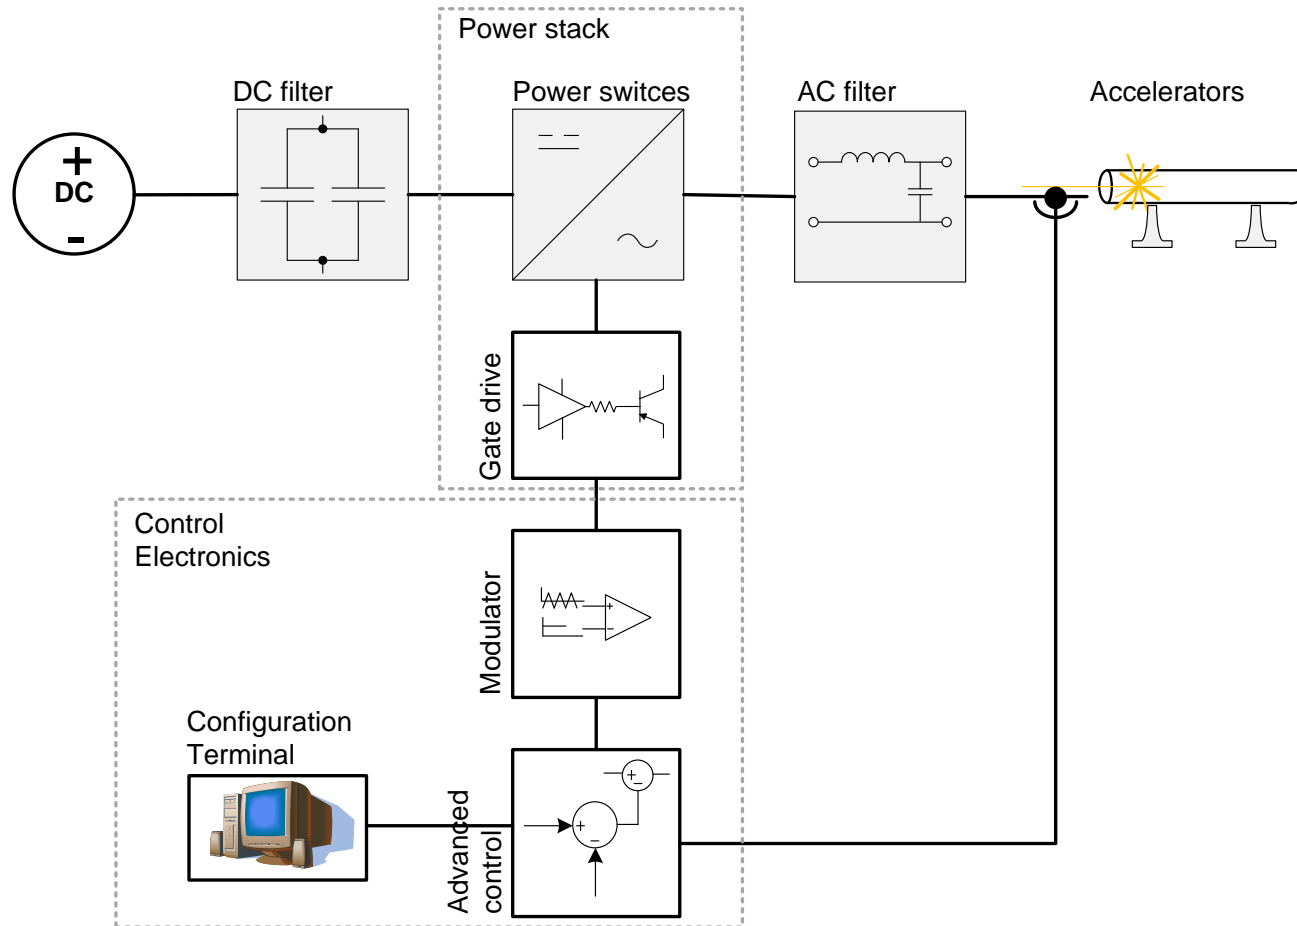 Power stack
DC filter
Power switces
AC filter
Accelerators
+
DC
-
Gate drive
Control
Electronics
Modulator
+
-
Configuration
Terminal
Advanced
control
+
-
+
-